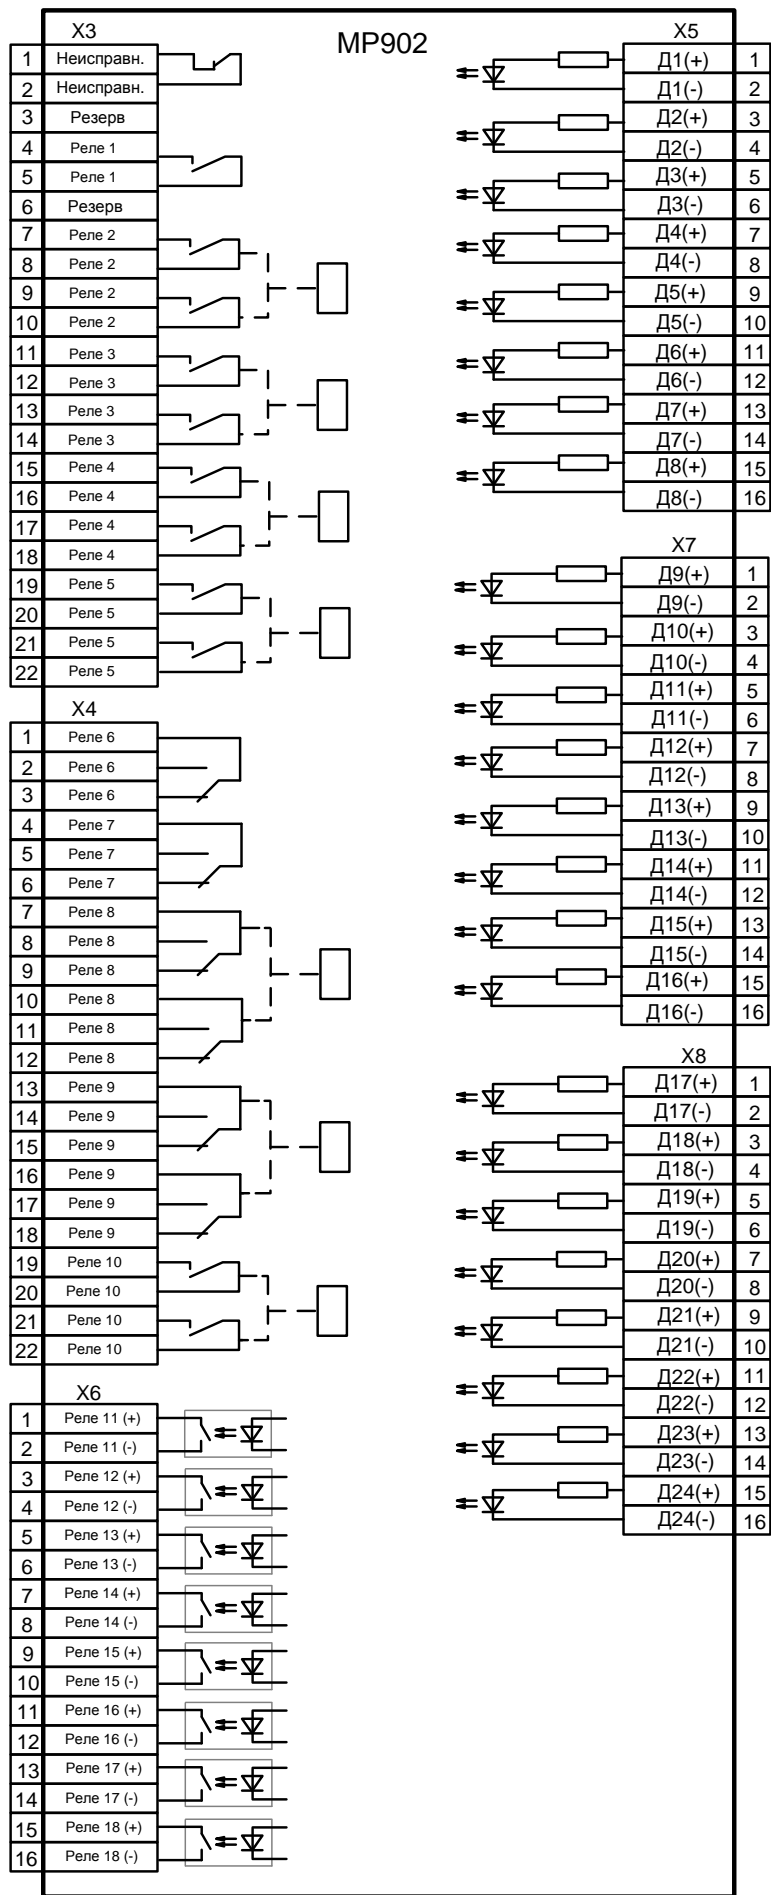 МР902
X3
1 Неисправн.
2 Неисправн.
3 Резерв
4 Реле 1
5 Реле 1
6 Резерв
7 Реле 2
8 Реле 2
9 Реле 2
10 Реле 2
11 Реле 3
12 Реле 3
13 Реле 3
14 Реле 3
15 Реле 4
16 Реле 4
17 Реле 4
18 Реле 4
19 Реле 5
20 Реле 5
21 Реле 5
22 Реле 5
X4
1 Реле 6
2 Реле 6
3 Реле 6
4 Реле 7
5 Реле 7
6 Реле 7
7 Реле 8
8 Реле 8
9 Реле 8
10 Реле 8
11 Реле 8
12 Реле 8
13 Реле 9
14 Реле 9
15 Реле 9
16 Реле 9
17 Реле 9
18 Реле 9
19 Реле 10
20 Реле 10
21 Реле 10
22 Реле 10
X6
1 Реле 11 (+)
2 Реле 11 (-)
3 Реле 12 (+)
4 Реле 12 (-)
5 Реле 13 (+)
6 Реле 13 (-)
7 Реле 14 (+)
8 Реле 14 (-)
9 Реле 15 (+)
10 Реле 15 (-)
11 Реле 16 (+)
12 Реле 16 (-)
13 Реле 17 (+)
14 Реле 17 (-)
15 Реле 18 (+)
16 Реле 18 (-)
X5
Д1(+) 1
Д1(-) 2
Д2(+) 3
Д2(-) 4
Д3(+) 5
Д3(-) 6
Д4(+) 7
Д4(-) 8
Д5(+) 9
Д5(-) 10
Д6(+) 11
Д6(-) 12
Д7(+) 13
Д7(-) 14
Д8(+) 15
Д8(-) 16
X7
Д9(+) 1
Д9(-) 2
Д10(+) 3
Д10(-) 4
Д11(+) 5
Д11(-) 6
Д12(+) 7
Д12(-) 8
Д13(+) 9
Д13(-) 10
Д14(+) 11
Д14(-) 12
Д15(+) 13
Д15(-) 14
Д16(+) 15
Д16(-) 16
X8
Д17(+) 1
Д17(-) 2
Д18(+) 3
Д18(-) 4
Д19(+) 5
Д19(-) 6
Д20(+) 7
Д20(-) 8
Д21(+) 9
Д21(-) 10
Д22(+) 11
Д22(-) 12
Д23(+) 13
Д23(-) 14
Д24(+) 15
Д24(-) 16